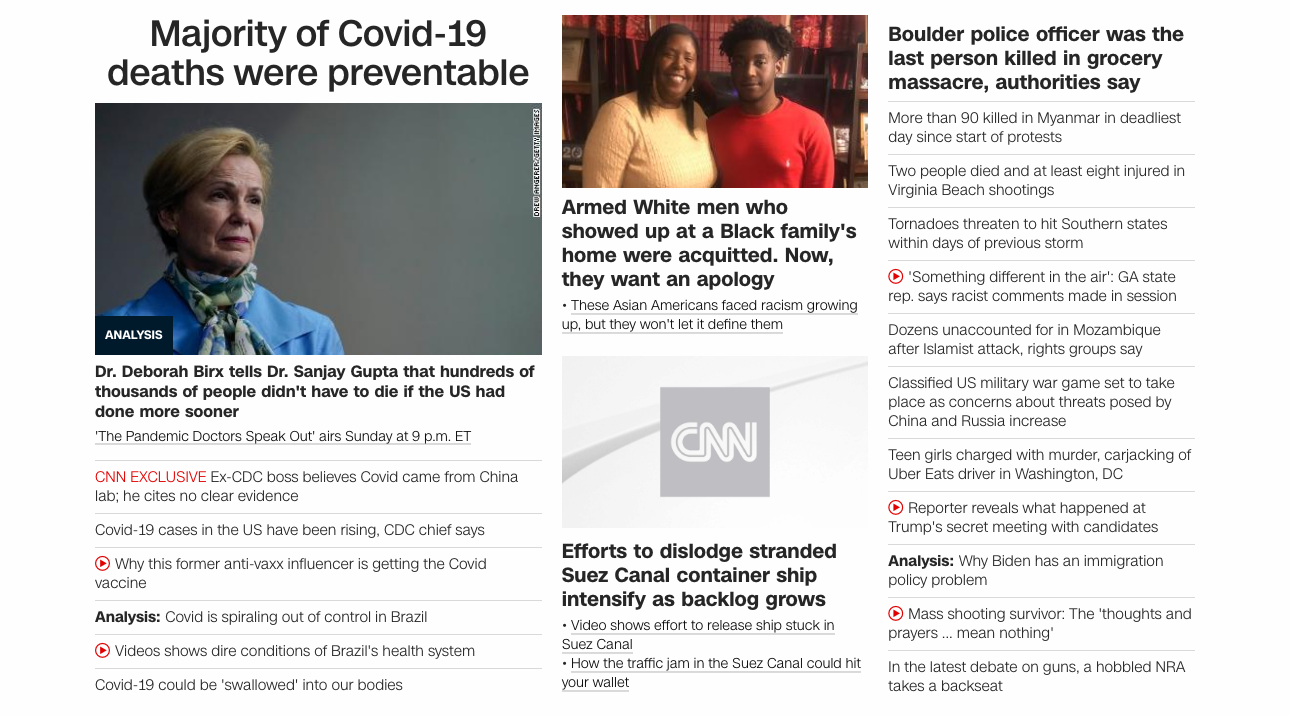 Majority of Covid-19
deaths were preventable
DREW ANGERER/GETTY IMAGES
ANALYSIS
Dr. Deborah Birx tells Dr. Sanjay Gupta that hundreds of
thousands of people didn't have to die if the US had
done more sooner
'The Pandemic Doctors Speak Out' airs Sunday at 9 p.m. ET
CNN EXCLUSIVE Ex-CDC boss believes Covid came from China
lab; he cites no clear evidence
Covid-19 cases in the US have been rising, CDC chief says
Why this former anti-vaxx influencer is getting the Covid
vaccine
Analysis: Covid is spiraling out of control in Brazil
Videos shows dire conditions of Brazil's health system
Covid-19 could be 'swallowed' into our bodies
Armed White men who
showed up at a Black family's
home were acquitted. Now,
they want an apology
• These Asian Americans faced racism growing
up, but they won't let it define them
CNN
Efforts to dislodge stranded
Suez Canal container ship
intensify as backlog grows
• Video shows effort to release ship stuck in
Suez Canal
• How the traffic jam in the Suez Canal could hit
your wallet
Boulder police officer was the
last person killed in grocery
massacre, authorities say
More than 90 killed in Myanmar in deadliest
day since start of protests
Two people died and at least eight injured in
Virginia Beach shootings
Tornadoes threaten to hit Southern states
within days of previous storm
'Something different in the air': GA state
rep. says racist comments made in session
Dozens unaccounted for in Mozambique
after Islamist attack, rights groups say
Classified US military war game set to take
place as concerns about threats posed by
China and Russia increase
Teen girls charged with murder, carjacking of
Uber Eats driver in Washington, DC
Reporter reveals what happened at
Trump's secret meeting with candidates
Analysis: Why Biden has an immigration
policy problem
Mass shooting survivor: The 'thoughts and
prayers ... mean nothing'
In the latest debate on guns, a hobbled NRA
takes a backseat